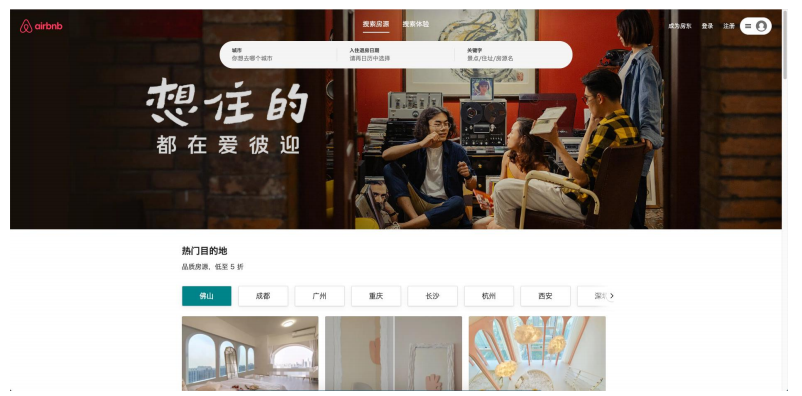 airbnb
搜索房源 搜索体验
成为房东 登录 注册
城市 入住退房日期 关键字
你想去哪个城市 请再日历中选择 景点/住址/房源名
想住的
都在爱彼迎
热门目的地
品质房源，低至 5 折
佛山 成都 广州 重庆 长沙 杭州 西安